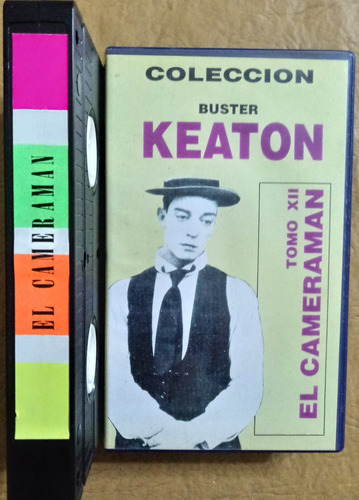 EL CAMERAMAN
COLECCION
BUSTER
KEATON
TOMO XII
EL CAMERAMAN